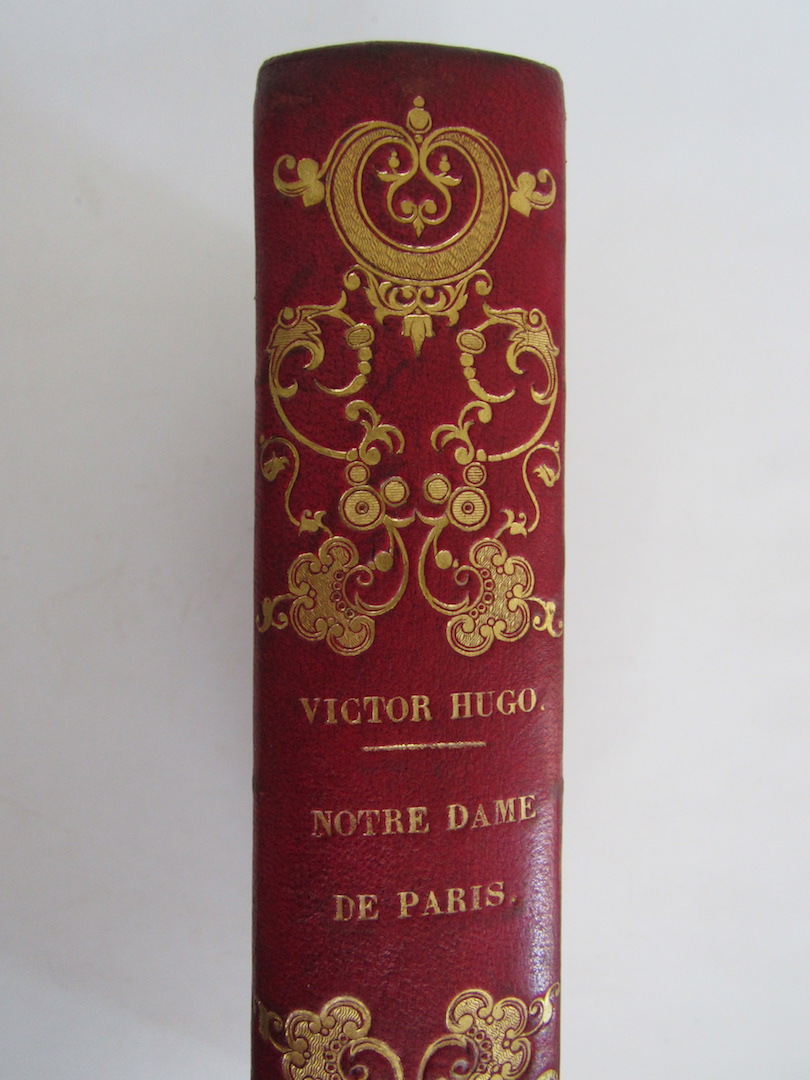 VICTOR HUGO.
NOTRE DAME
DE PARIS.